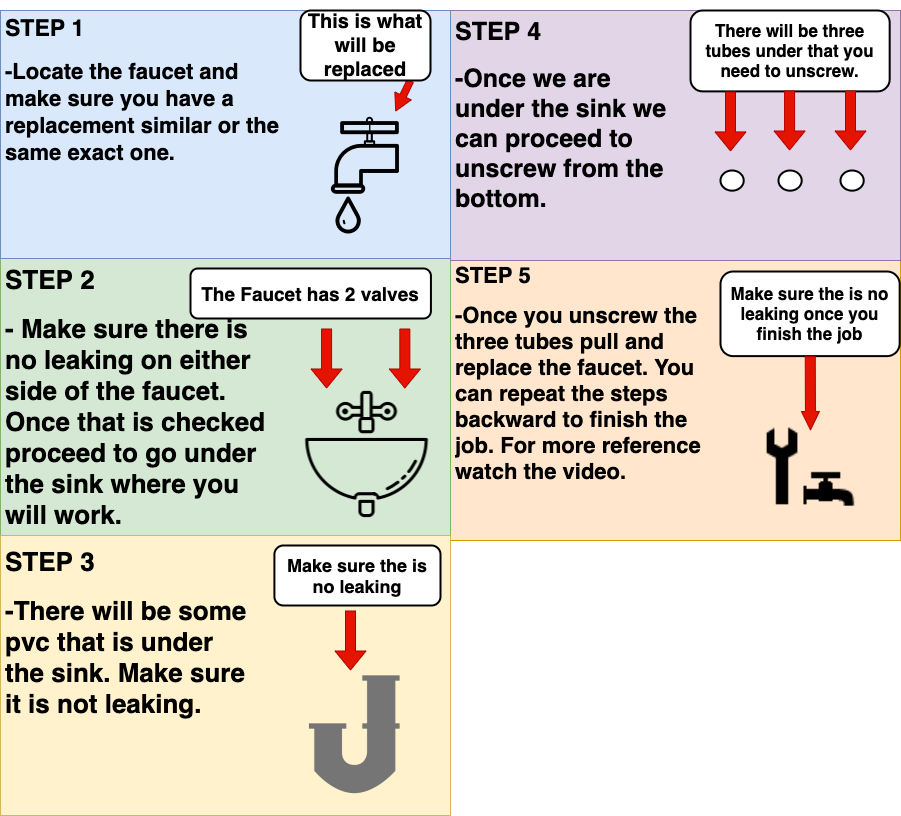 STEP 1
This is what
will be
replaced
-Locate the faucet and
make sure you have a
replacement similar or the
same exact one.
STEP 2
The Faucet has 2 valves
- Make sure there is
no leaking on either
side of the faucet.
Once that is checked
proceed to go under
the sink where you
will work.
STEP 3
Make sure the is
no leaking
-There will be some
pvc that is under
the sink. Make sure
it is not leaking.
STEP 4
There will be three
tubes under that you
need to unscrew.
-Once we are
under the sink we
can proceed to
unscrew from the
bottom.
STEP 5
Make sure the is no
leaking once you
finish the job
-Once you unscrew the
three tubes pull and
replace the faucet. You
can repeat the steps
backward to finish the
job. For more reference
watch the video.